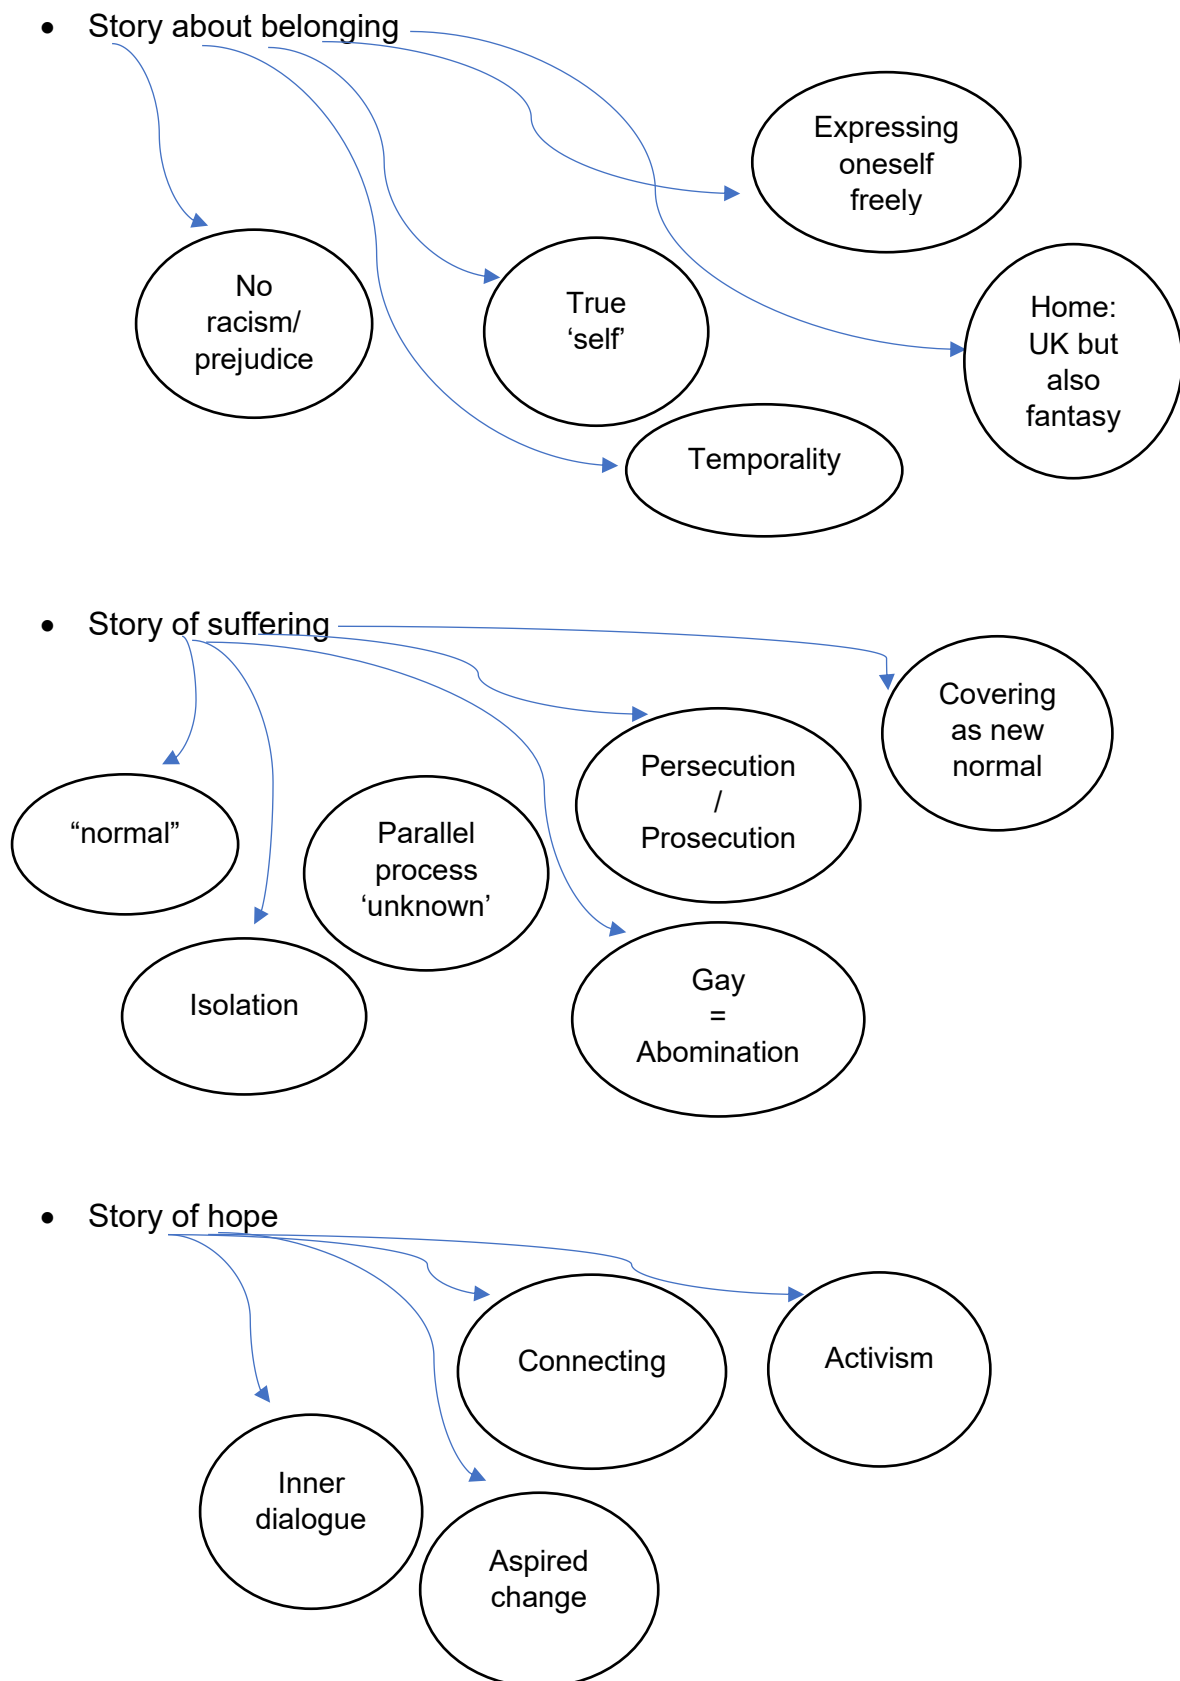 • Story about belonging
Expressing
oneself
freely
No
racism/
prejudice
True
‘self’
Home:
UK but
also
fantasy
Temporality
• Story of suffering
Covering
as new
normal
Persecution
/
Prosecution
“normal”
Parallel
process
‘unknown’
Isolation
Gay
=
Abomination
• Story of hope
Connecting
Activism
Inner
dialogue
Aspired
change